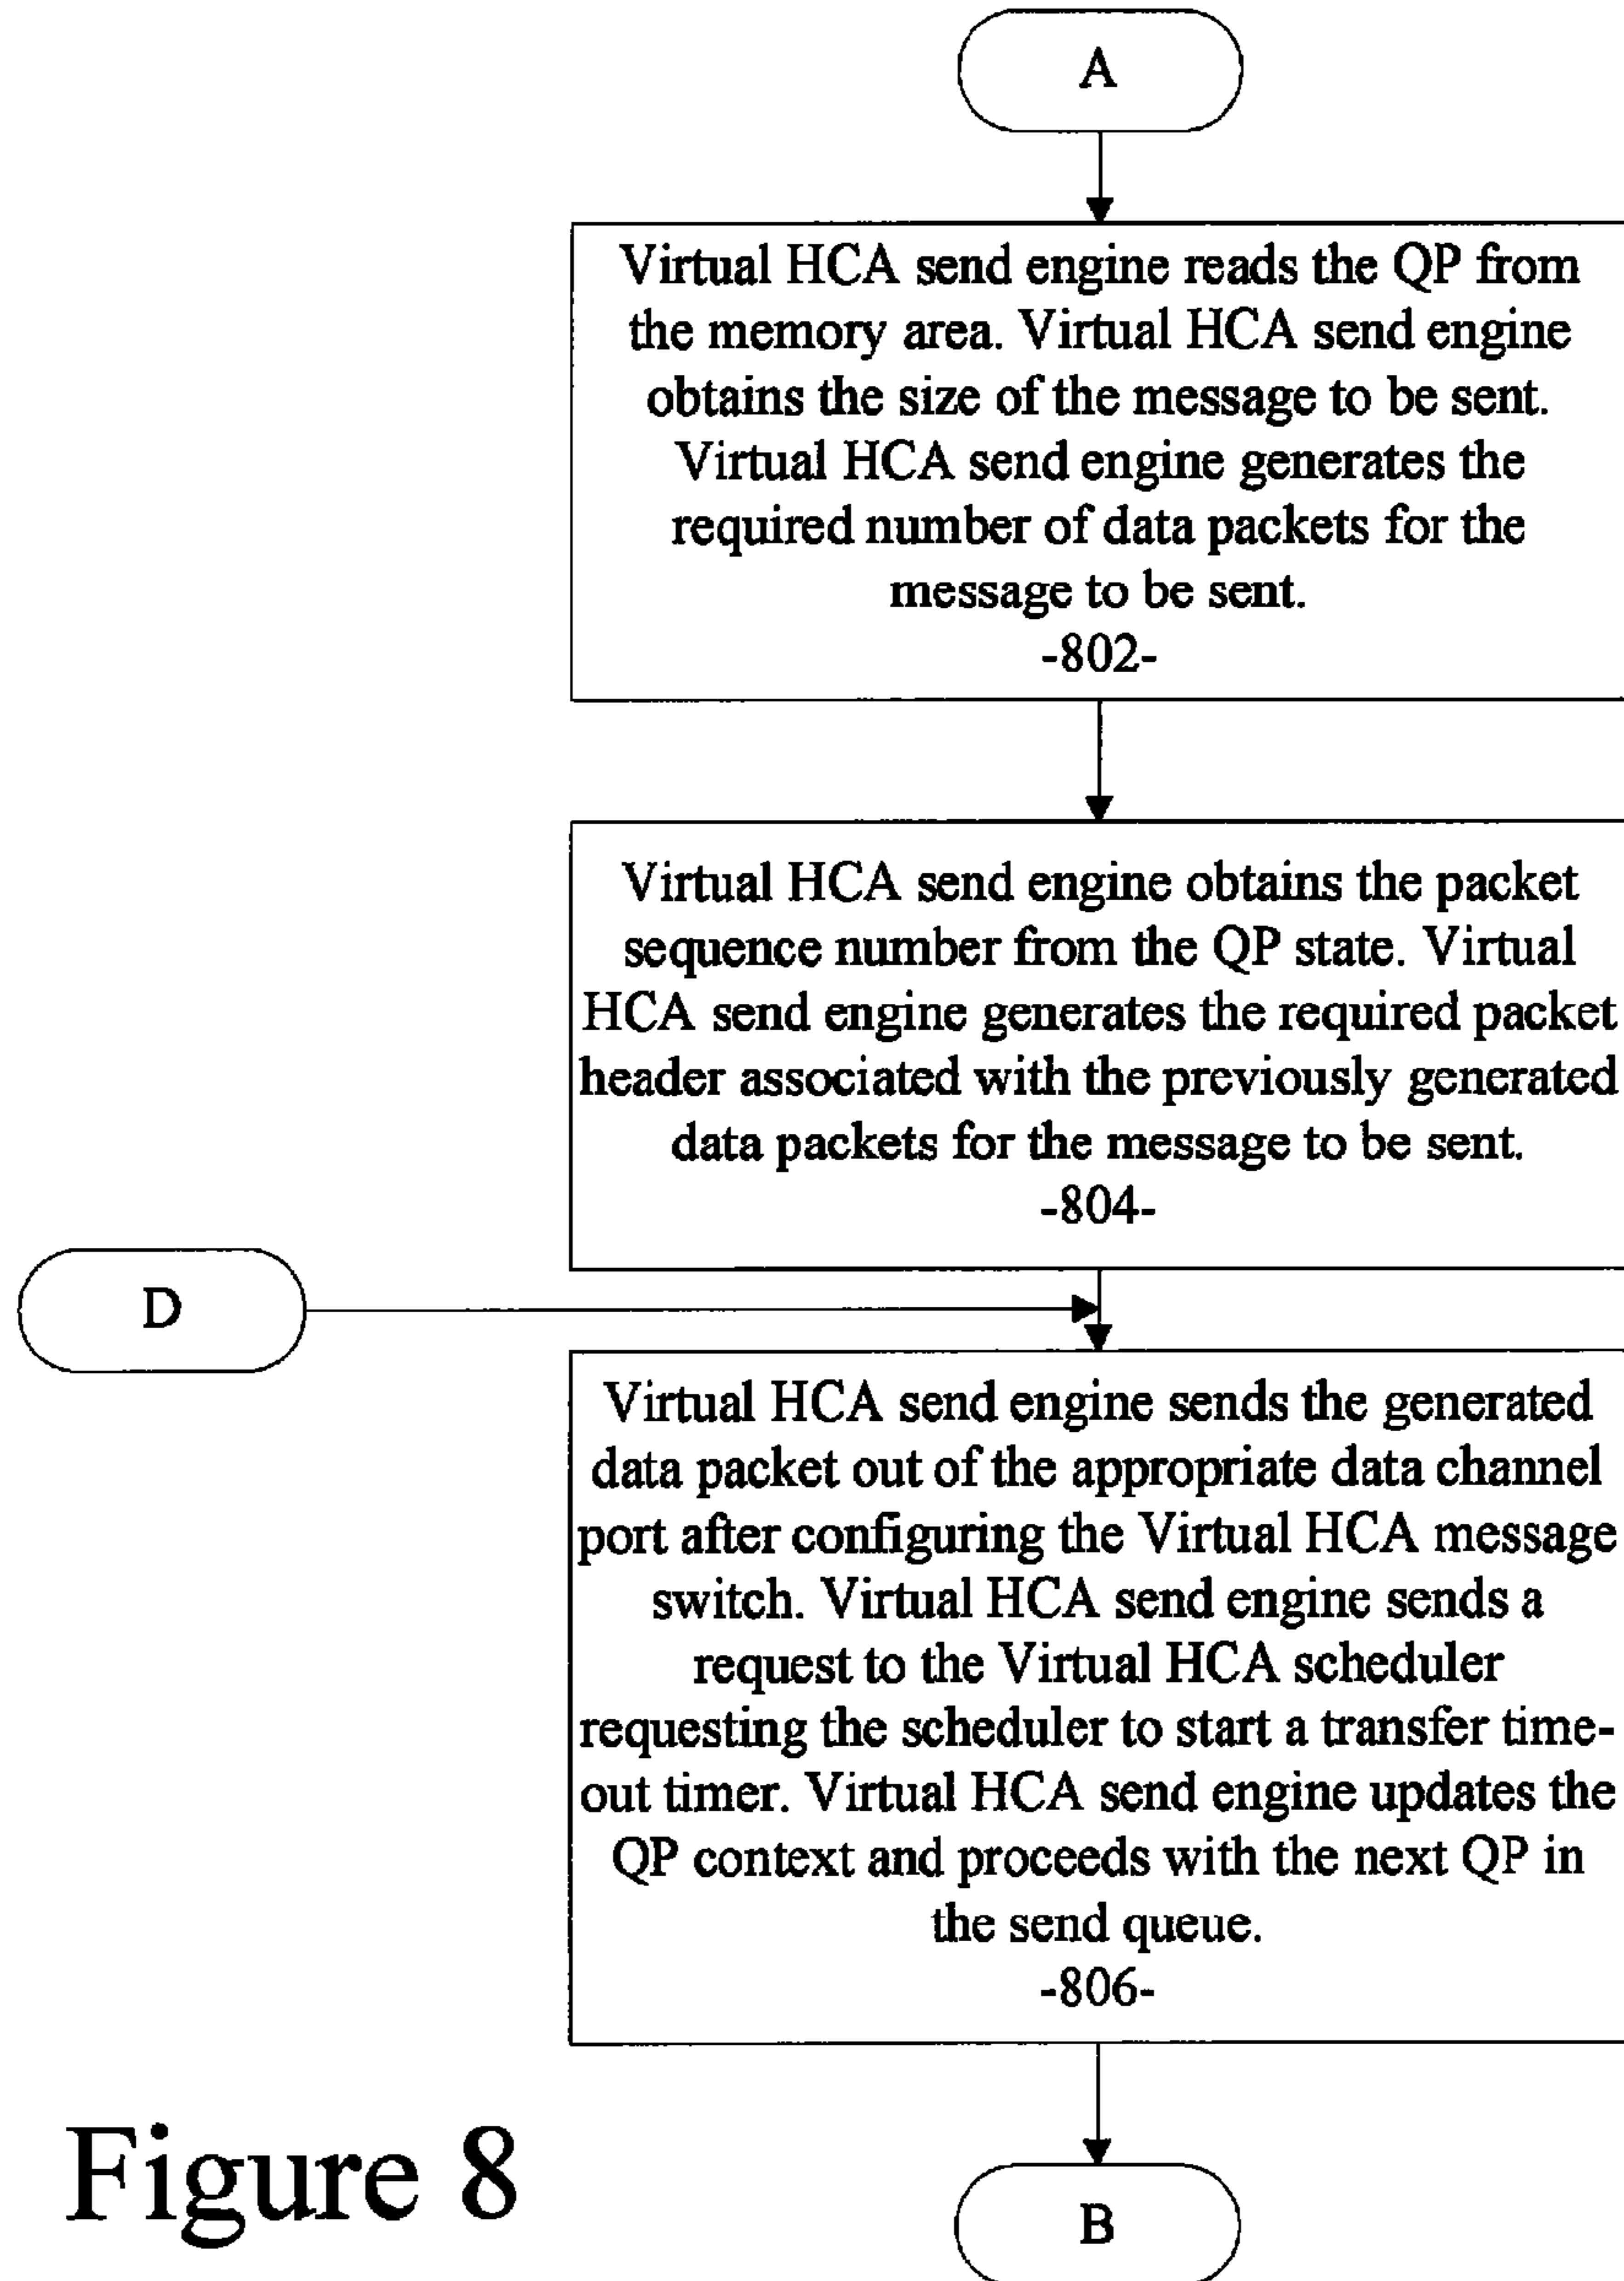 A
Virtual HCA send engine reads the QP from
the memory area. Virtual HCA send engine
obtains the size of the message to be sent.
Virtual HCA send engine generates the
required number of data packets for the
message to be sent.
-802-
Virtual HCA send engine obtains the packet
sequence number from the QP state. Virtual
HCA send engine generates the required packet
header associated with the previously generated
data packets for the message to be sent.
-804-
D
Virtual HCA send engine sends the generated
data packet out of the appropriate data channel
port after configuring the Virtual HCA message
switch. Virtual HCA send engine sends a
request to the Virtual HCA scheduler
requesting the scheduler to start a transfer time-
out timer. Virtual HCA send engine updates the
QP context and proceeds with the next QP in
the send queue.
-806-
B
Figure 8